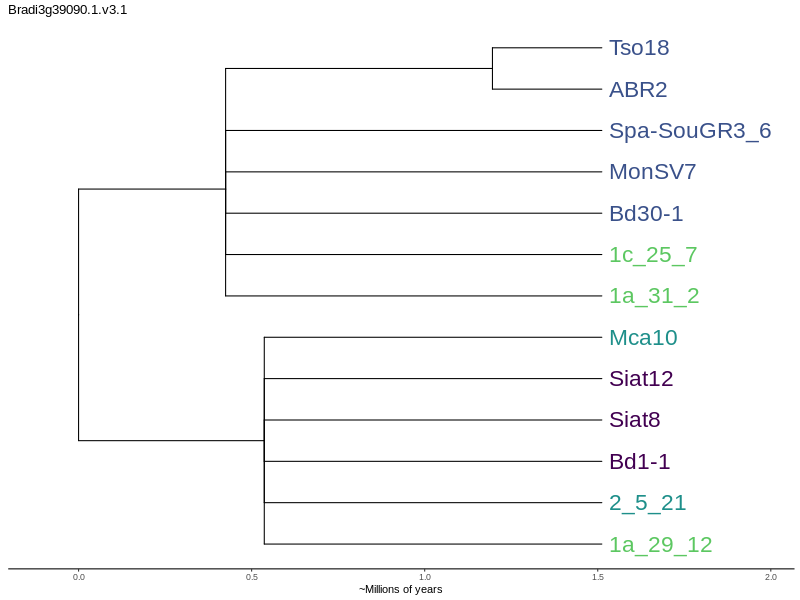 Bradi3g39090.1.v3.1
Tso18
ABR2
Spa-SouGR3_6
MonSV7
Bd30-1
1c_25_7
1a_31_2
Mca10
Siat12
Siat8
Bd1-1
2_5_21
1a_29_12
0.0 0.5 1.0 1.5 2.0
~Millions of years